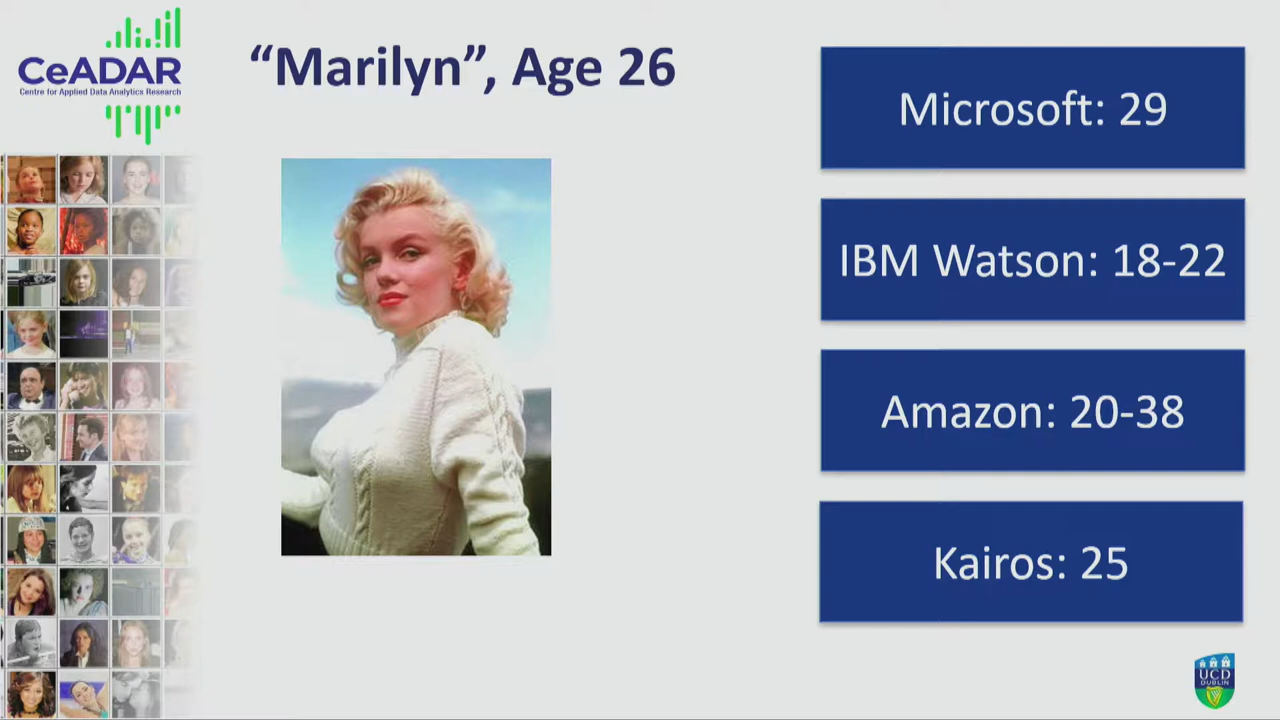 CeADAR
Centre for Applied Data Analytics Research
“Marilyn”, Age 26
Microsoft: 29
IBM Watson: 18-22
Amazon: 20-38
Kairos: 25
UCD
DUBLIN